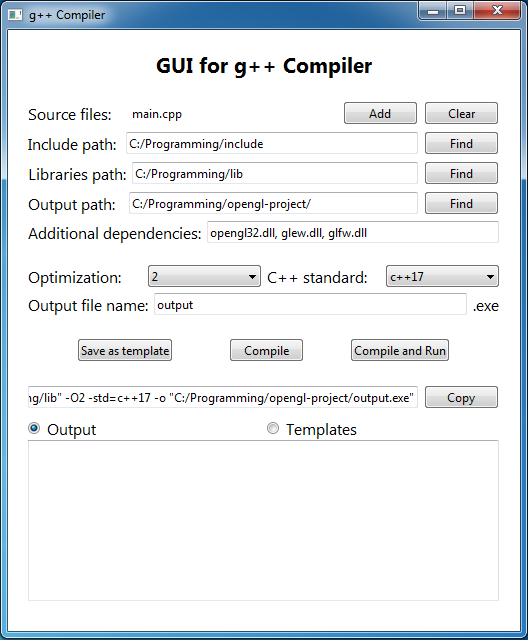 g++ Compiler
GUI for g++ Compiler
Source files: main.cpp Add Clear
Include path: C:/Programming/include Find
Libraries path: C:/Programming/lib Find
Output path: C:/Programming/opengl-project/ Find
Additional dependencies: opengl32.dll, glew.dll, glfw.dll
Optimization: 2 C++ standard: c++17
Output file name: output .exe
Save as template Compile Compile and Run
ng/lib" -O2 -std=c++17 -o "C:/Programming/opengl-project/output.exe" Copy
Output Templates